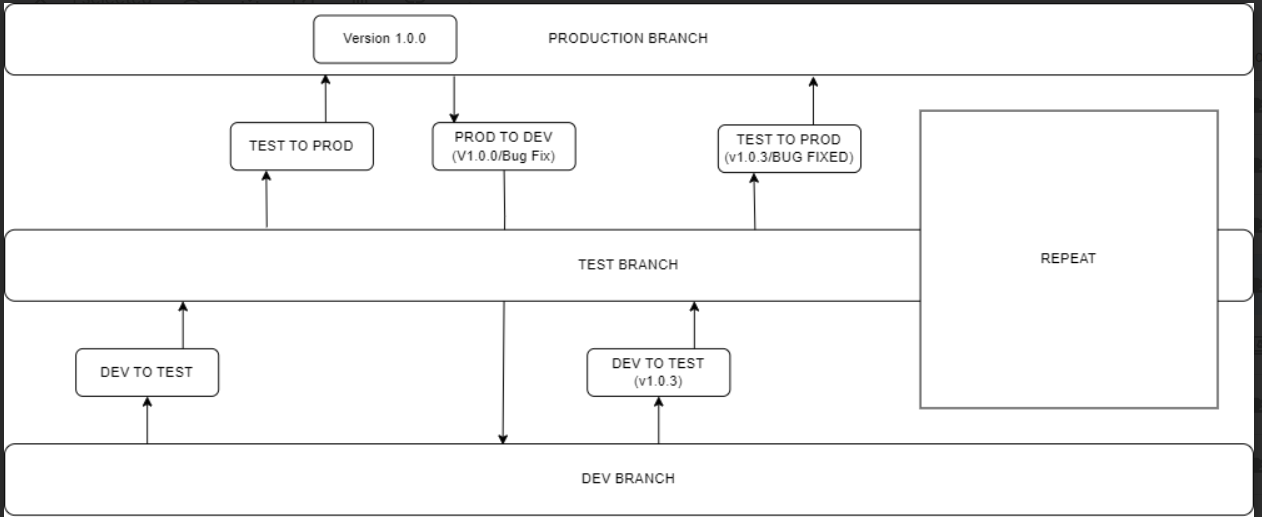 Version 1.0.0
PRODUCTION BRANCH
TEST TO PROD
PROD TO DEV
(V1.0.0/Bug Fix)
TEST TO PROD
(v1.0.3/BUG FIXED)
TEST BRANCH
REPEAT
DEV TO TEST
DEV TO TEST
(v1.0.3)
DEV BRANCH